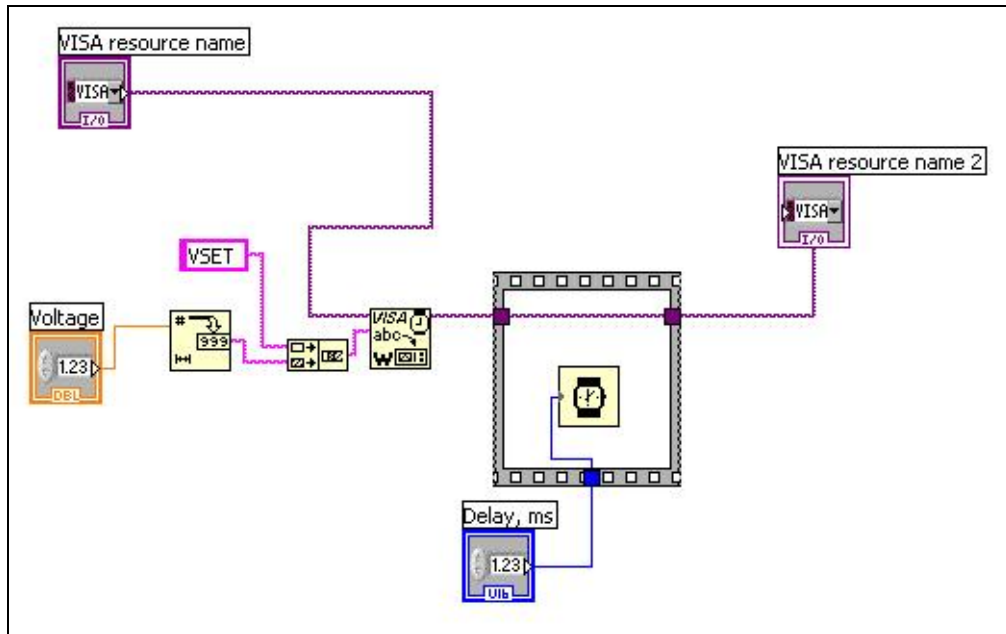 VISA resource name
VISA
I/O
VISA resource name 2
VISA
I/O
VSET
Voltage
1.23
DBL
#
999
VISA
abc
W
Delay, ms
1.23
U16